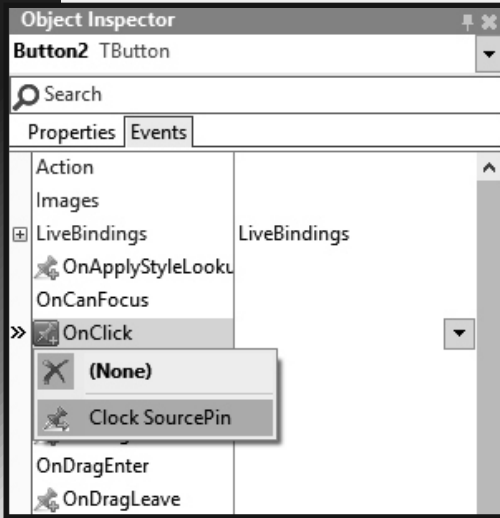 Object Inspector
Button2 TButton
Search
Properties Events
Action
Images
LiveBindings LiveBindings
OnApplyStyleLooku
OnCanFocus
OnClick
(None)
Clock SourcePin
OnDragEnter
OnDragLeave